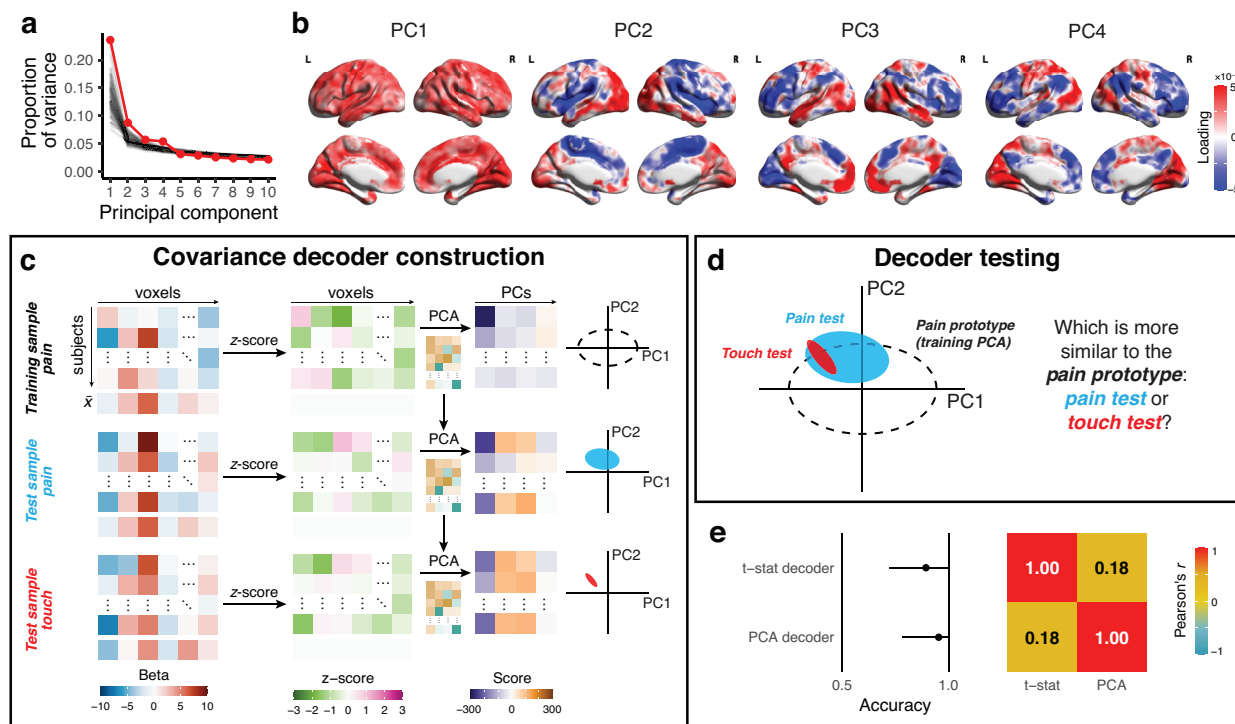 a
Proportion
of variance
0.20
0.15
0.10
0.05
0.00
1 2 3 4 5 6 7 8 9 10
Principal component
b
PC1 PC2 PC3 PC4
L R L R L R L R
5
0
Loading
c Covariance decoder construction
voxels voxels PCs
subjects
Training sample
pain
x̄
z-score
PCA
PC2
PC1
Test sample
pain
z-score
PCA
PC2
PC1
Test sample
touch
z-score
PCA
PC2
PC1
Beta
−10 −5 0 5 10
z−score
−3 −2 −1 0 1 2 3
Score
−300 0 300
d Decoder testing
PC2
Pain test
Touch test
Pain prototype
(training PCA)
PC1
Which is more
similar to the
pain prototype:
pain test or
touch test?
e
t−stat decoder
PCA decoder
0.5 1.0
Accuracy
1.00 0.18
0.18 1.00
t−stat PCA
1
0
−1
Pearson's r